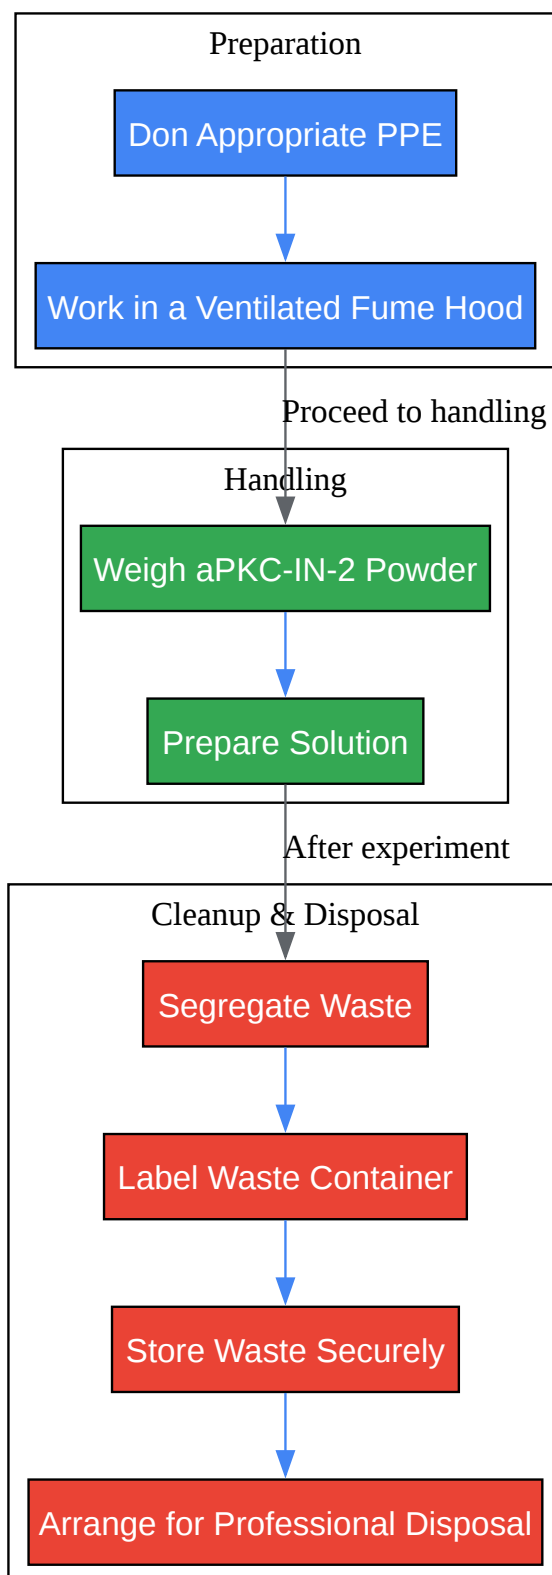 Preparation
Don Appropriate PPE
Work in a Ventilated Fume Hood
Proceed to handling
Handling
Weigh aPKC-IN-2 Powder
Prepare Solution
After experiment
Cleanup & Disposal
Segregate Waste
Label Waste Container
Store Waste Securely
Arrange for Professional Disposal